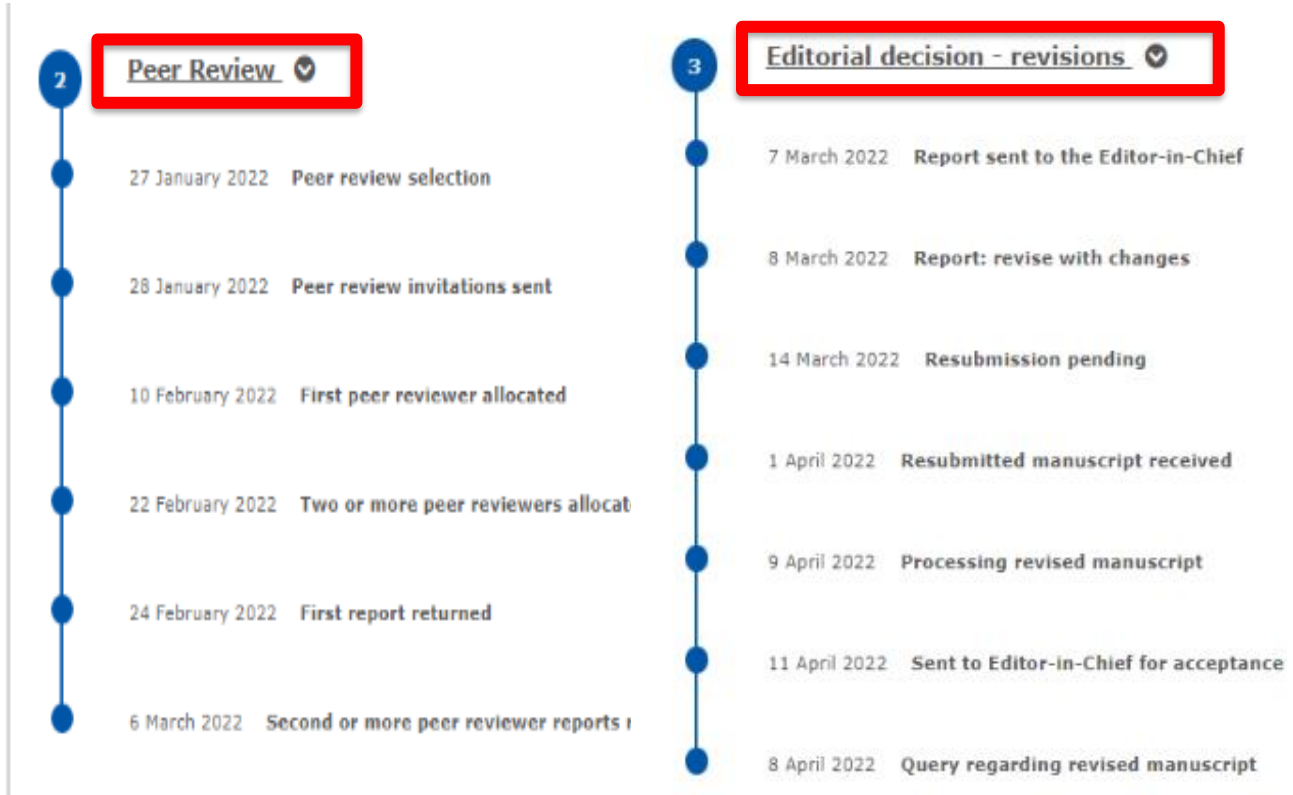 2
Peer Review
27 January 2022 Peer review selection
28 January 2022 Peer review invitations sent
10 February 2022 First peer reviewer allocated
22 February 2022 Two or more peer reviewers allocat
24 February 2022 First report returned
6 March 2022 Second or more peer reviewer reports r
3
Editorial decision - revisions
7 March 2022 Report sent to the Editor-in-Chief
8 March 2022 Report: revise with changes
14 March 2022 Resubmission pending
1 April 2022 Resubmitted manuscript received
9 April 2022 Processing revised manuscript
11 April 2022 Sent to Editor-in-Chief for acceptance
8 April 2022 Query regarding revised manuscript